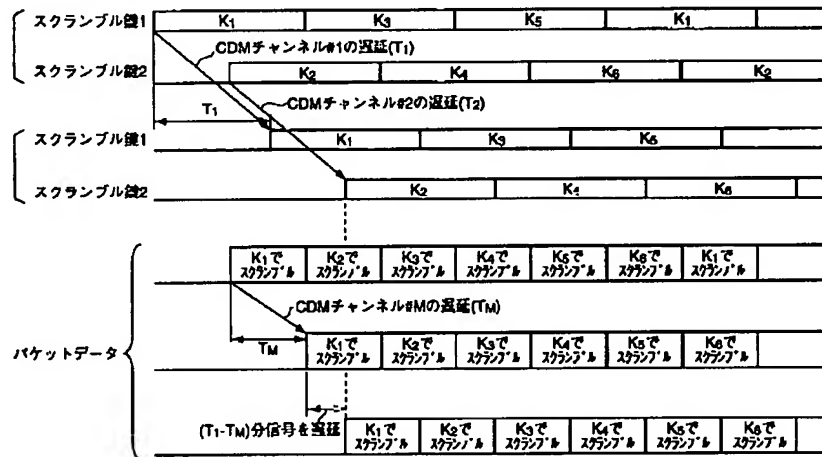 スクランブル鍵1 K1 K3 K5 K1
CDMチャンネル#1の遅延(T1)
スクランブル鍵2 K2 K4 K6 K2
T1 CDMチャンネル#2の遅延(T2)
スクランブル鍵1 K1 K3 K5
スクランブル鍵2 K2 K4 K6
K1で K2で K3で K4で K5で K6で K1で
スクランブル スクランブル スクランブル スクランブル スクランブル スクランブル スクランブル
CDMチャンネル#Mの遅延(TM)
パケットデータ
TM K1で K2で K3で K4で K5で K6で
スクランブル スクランブル スクランブル スクランブル スクランブル スクランブル
(T1-TM)分信号を遅延
K1で K2で K3で K4で K5で K6で
スクランブル スクランブル スクランブル スクランブル スクランブル スクランブル